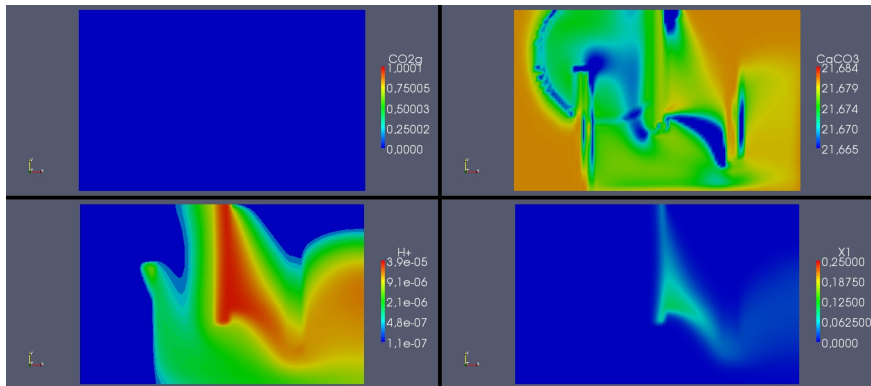 CO2g
1,0001
0,75005
0,50003
0,25002
0,0000
CaCO3
21,684
21,679
21,674
21,670
21,665
H+
3,9e-05
9,1e-06
2,1e-06
4,8e-07
1,1e-07
X1
0,25000
0,18750
0,12500
0,062500
0,0000